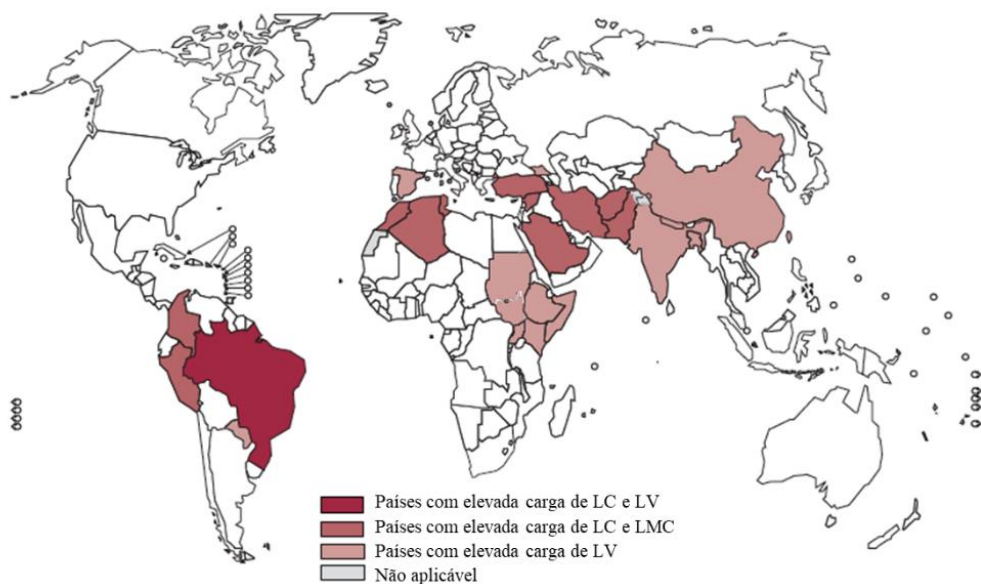 Países com elevada carga de LC e LV
Países com elevada carga de LC e LMC
Países com elevada carga de LV
Não aplicável